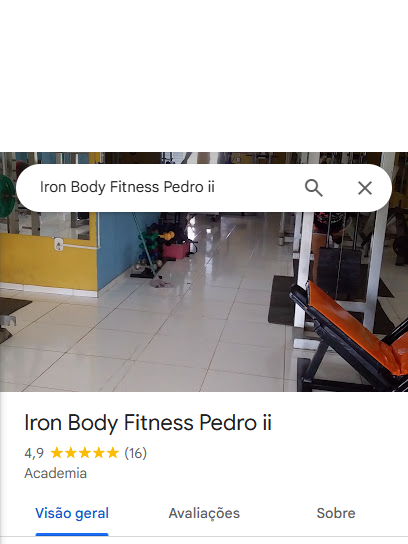 Iron Body Fitness Pedro ii
Iron Body Fitness Pedro ii
4,9 (16)
Academia
Visão geral Avaliações Sobre